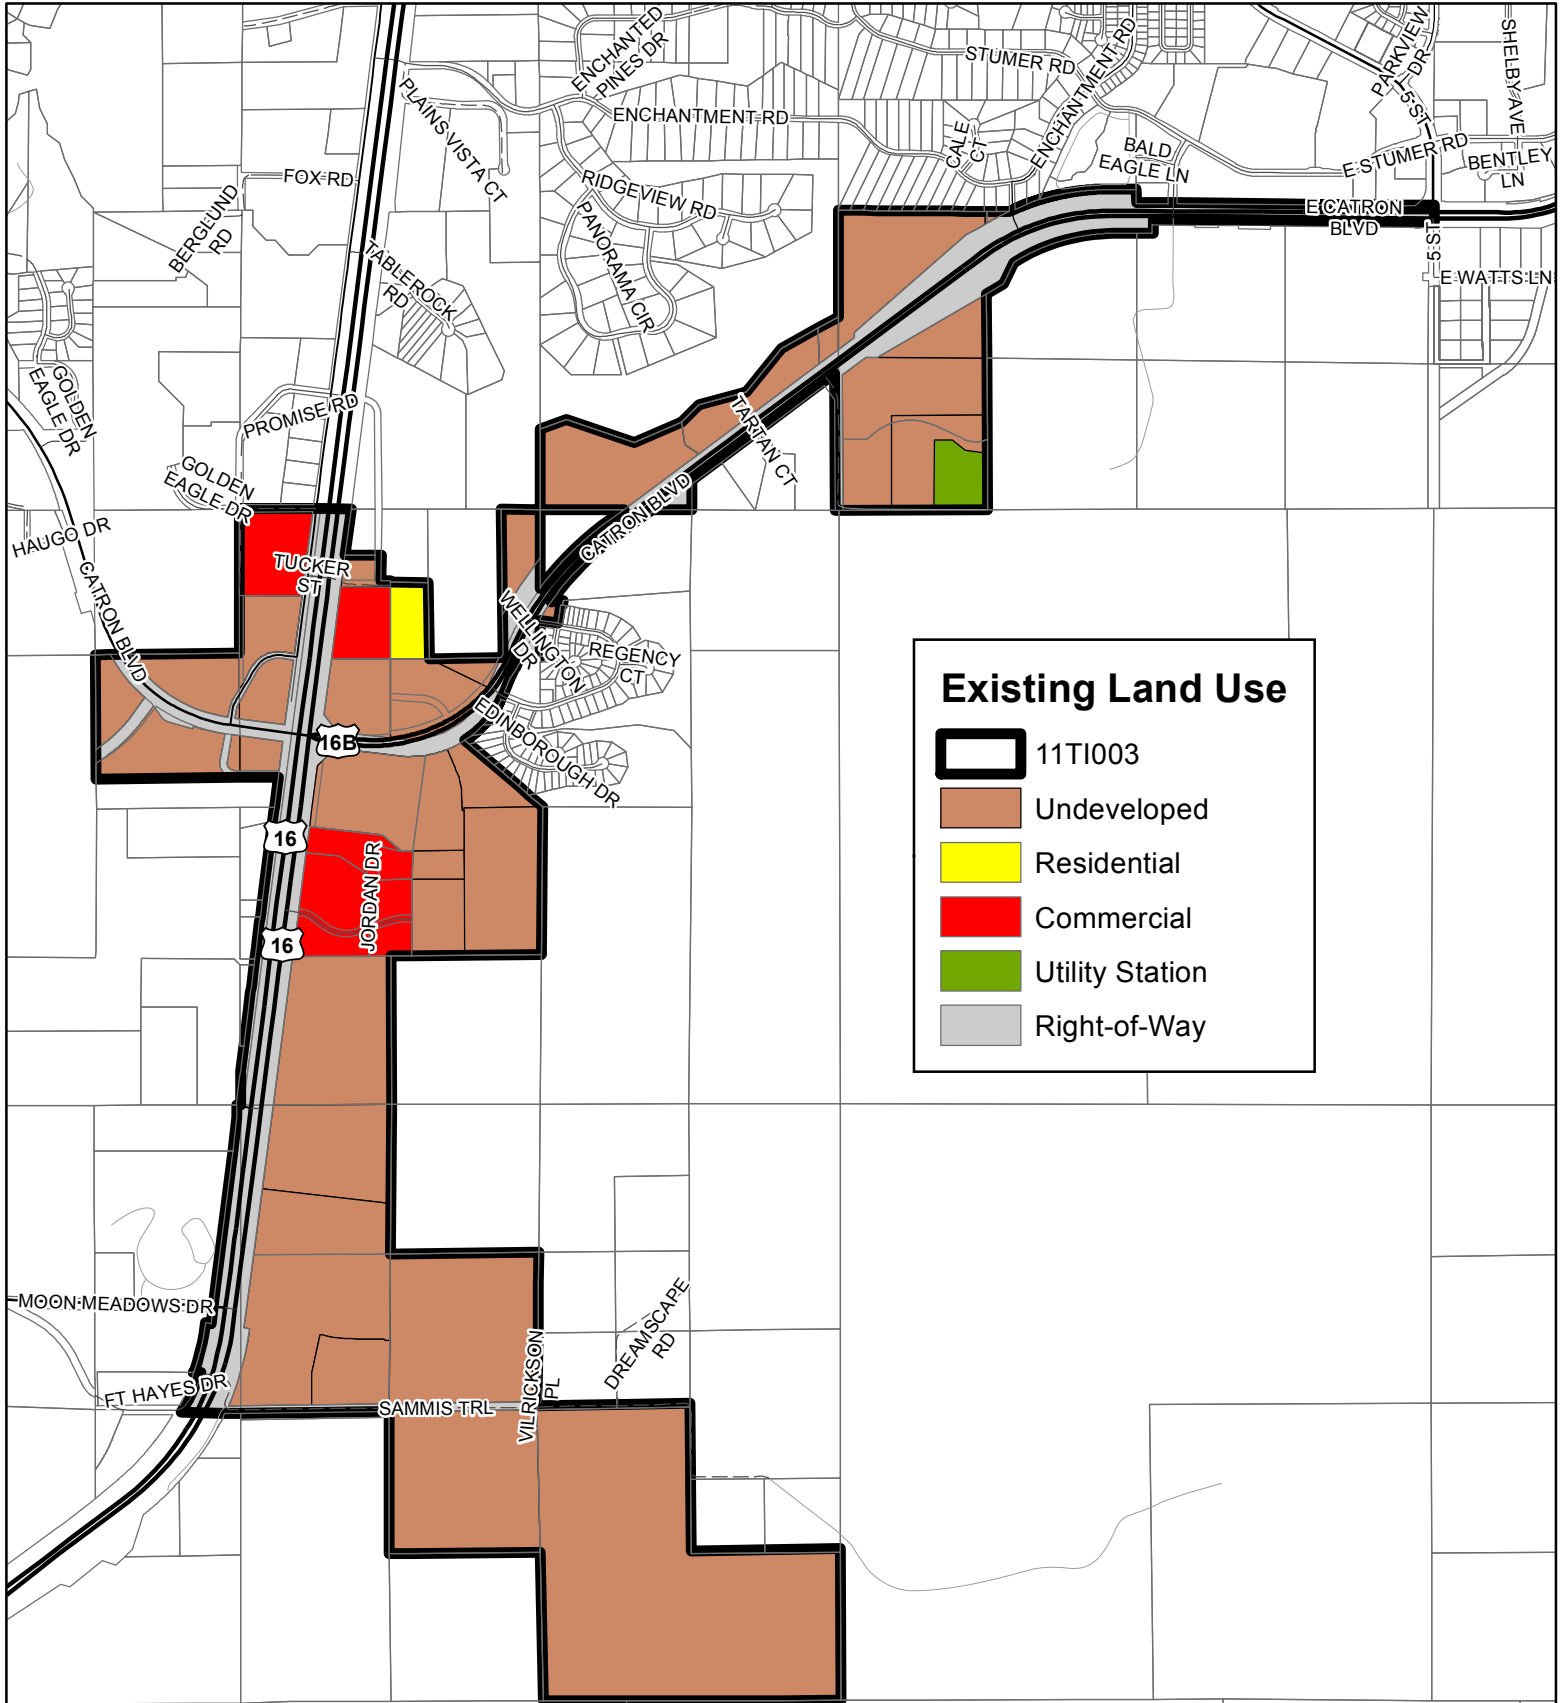 ENCHANTED
PINES DR
STUMER RD
ENCHANTMENT RD
PARKVIEW
DR
SHELBY AVE
PLAINS VISTA CT
ENCHANTMENT RD
CALE
CT
5 ST
BALD
EAGLE LN
E STUMER RD
BENTLEY
LN
FOX RD
BERGLUND
RD
RIDGEVIEW RD
PANORAMA CIR
E CATRON
BLVD
5 ST
E WATTS LN
TABLEROCK
RD
GOLDEN
EAGLE DR
PROMISE RD
TARTAN CT
GOLDEN
EAGLE DR
HAUGO DR
CATRON BLVD
TUCKER
ST
CATRON BLVD
WELLINGTON
DR
REGENCY
CT
EDINBOROUGH DR
16B
16
JORDAN DR
16
Existing Land Use
11TI003
Undeveloped
Residential
Commercial
Utility Station
Right-of-Way
MOON MEADOWS DR
FT HAYES DR
SAMMIS TRL
VILRICKSON
PL
DREAMSCAPE
RD